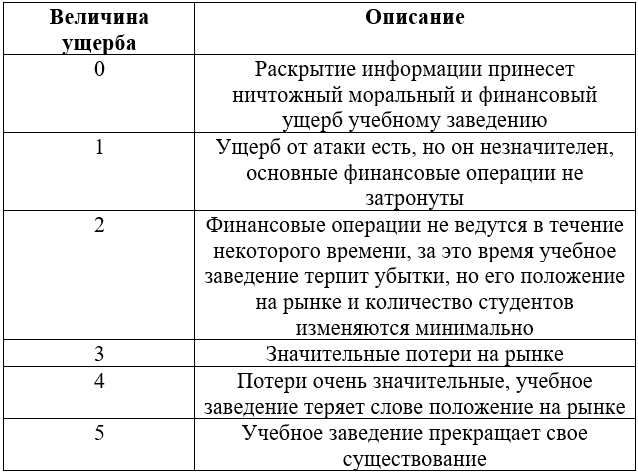 Величина Описание
ущерба
0 Раскрытие информации принесет
ничтожный моральный и финансовый
ущерб учебному заведению
1 Ущерб от атаки есть, но он незначителен,
основные финансовые операции не
затронуты
2 Финансовые операции не ведутся в течение
некоторого времени, за это время учебное
заведение терпит убытки, но его положение
на рынке и количество студентов
изменяются минимально
3 Значительные потери на рынке
4 Потери очень значительные, учебное
заведение теряет слове положение на рынке
5 Учебное заведение прекращает свое
существование